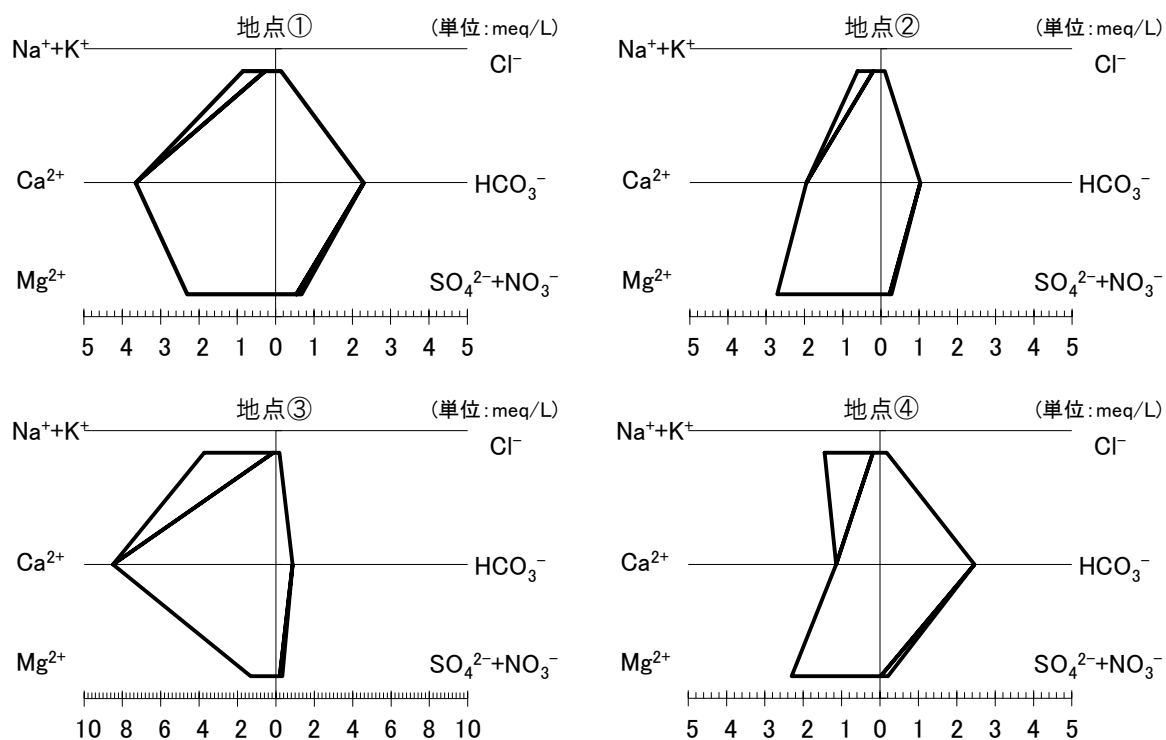 地点① (単位:meq/L)
Na⁺+K⁺
Cl⁻
Ca²⁺
HCO₃⁻
Mg²⁺
SO₄²⁻+NO₃⁻
5 4 3 2 1 0 1 2 3 4 5
地点② (単位:meq/L)
Na⁺+K⁺
Cl⁻
Ca²⁺
HCO₃⁻
Mg²⁺
SO₄²⁻+NO₃⁻
5 4 3 2 1 0 1 2 3 4 5
地点③ (単位:meq/L)
Na⁺+K⁺
Cl⁻
Ca²⁺
HCO₃⁻
Mg²⁺
SO₄²⁻+NO₃⁻
10 8 6 4 2 0 2 4 6 8 10
地点④ (単位:meq/L)
Na⁺+K⁺
Cl⁻
Ca²⁺
HCO₃⁻
Mg²⁺
SO₄²⁻+NO₃⁻
5 4 3 2 1 0 1 2 3 4 5